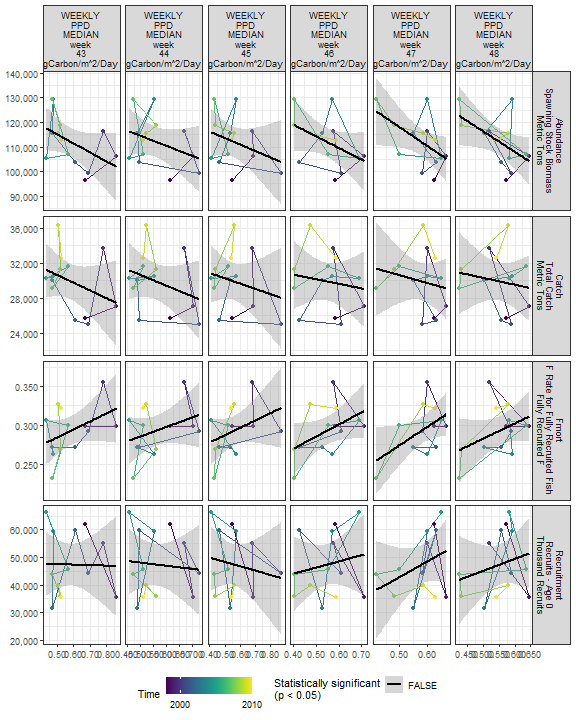 WEEKLY PPD MEDIAN week 43 gCarbon/m^2/Day
WEEKLY PPD MEDIAN week 44 gCarbon/m^2/Day
WEEKLY PPD MEDIAN week 45 gCarbon/m^2/Day
WEEKLY PPD MEDIAN week 46 gCarbon/m^2/Day
WEEKLY PPD MEDIAN week 47 gCarbon/m^2/Day
WEEKLY PPD MEDIAN week 48 gCarbon/m^2/Day
140,000
130,000
120,000
110,000
100,000
90,000
Abundance
Spawning Stock Biomass
Metric Tons
36,000
32,000
28,000
24,000
Catch
Total Catch
Metric Tons
0.350
0.300
0.250
Fmort
F Rate for Fully Recruited Fish
Fully Recruited F
60,000
50,000
40,000
30,000
20,000
Recruitment
Recruits - Age 0
Thousand Recruits
0.50 0.60 0.70 0.80
0.40 0.50 0.60 0.70 0.80
0.40 0.50 0.60 0.70
0.40 0.50 0.60
Time
2000 2010
Statistically significant
(p < 0.05)
FALSE